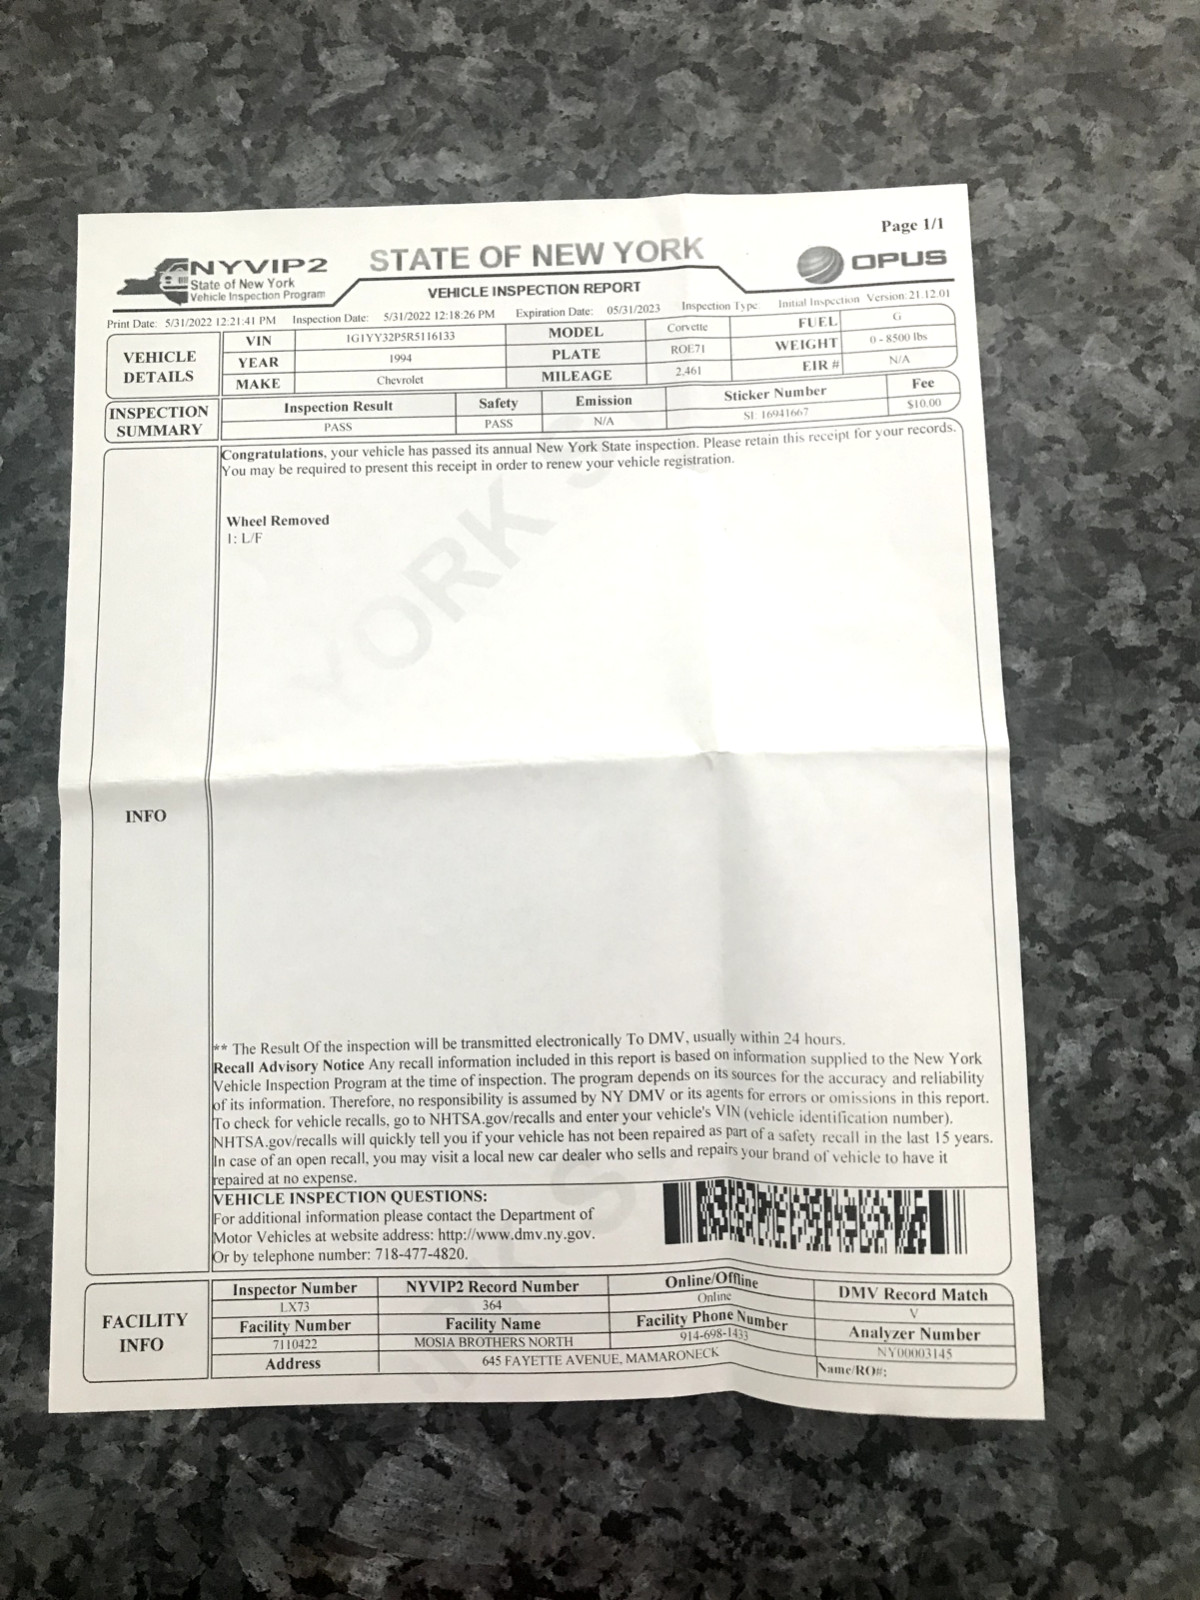 Page 1/1
NYVIP2
State of New York
Vehicle Inspection Program
STATE OF NEW YORK
VEHICLE INSPECTION REPORT
OPUS
Print Date: 5/31/2022 12:21:41 PM Inspection Date: 5/31/2022 12:18:26 PM Expiration Date: 05/31/2023 Inspection Type: Initial Inspection Version: 21.12.01
VEHICLE DETAILS
VIN 1G1YY32P5R5116133 MODEL Corvette FUEL G
YEAR 1994 PLATE ROE71 WEIGHT 0 - 8500 lbs
MAKE Chevrolet MILEAGE 2,461 EIR # N/A
INSPECTION SUMMARY
Inspection Result Safety Emission Sticker Number Fee
PASS PASS N/A SI: 16941667 $10.00
Congratulations, your vehicle has passed its annual New York State inspection. Please retain this receipt for your records.
You may be required to present this receipt in order to renew your vehicle registration.
Wheel Removed
1: L/F
YORK S
INFO
** The Result Of the inspection will be transmitted electronically To DMV, usually within 24 hours.
Recall Advisory Notice Any recall information included in this report is based on information supplied to the New York
Vehicle Inspection Program at the time of inspection. The program depends on its sources for the accuracy and reliability
of its information. Therefore, no responsibility is assumed by NY DMV or its agents for errors or omissions in this report.
To check for vehicle recalls, go to NHTSA.gov/recalls and enter your vehicle's VIN (vehicle identification number).
NHTSA.gov/recalls will quickly tell you if your vehicle has not been repaired as part of a safety recall in the last 15 years.
In case of an open recall, you may visit a local new car dealer who sells and repairs your brand of vehicle to have it
repaired at no expense.
VEHICLE INSPECTION QUESTIONS:
For additional information please contact the Department of
Motor Vehicles at website address: http://www.dmv.ny.gov.
Or by telephone number: 718-477-4820.
FACILITY INFO
Inspector Number NYVIP2 Record Number Online/Offline DMV Record Match
LX73 364 Online V
Facility Number Facility Name Facility Phone Number Analyzer Number
7110422 MOSIA BROTHERS NORTH 914-698-1433 NY00003145
Address 645 FAYETTE AVENUE, MAMARONECK Name/RO#: